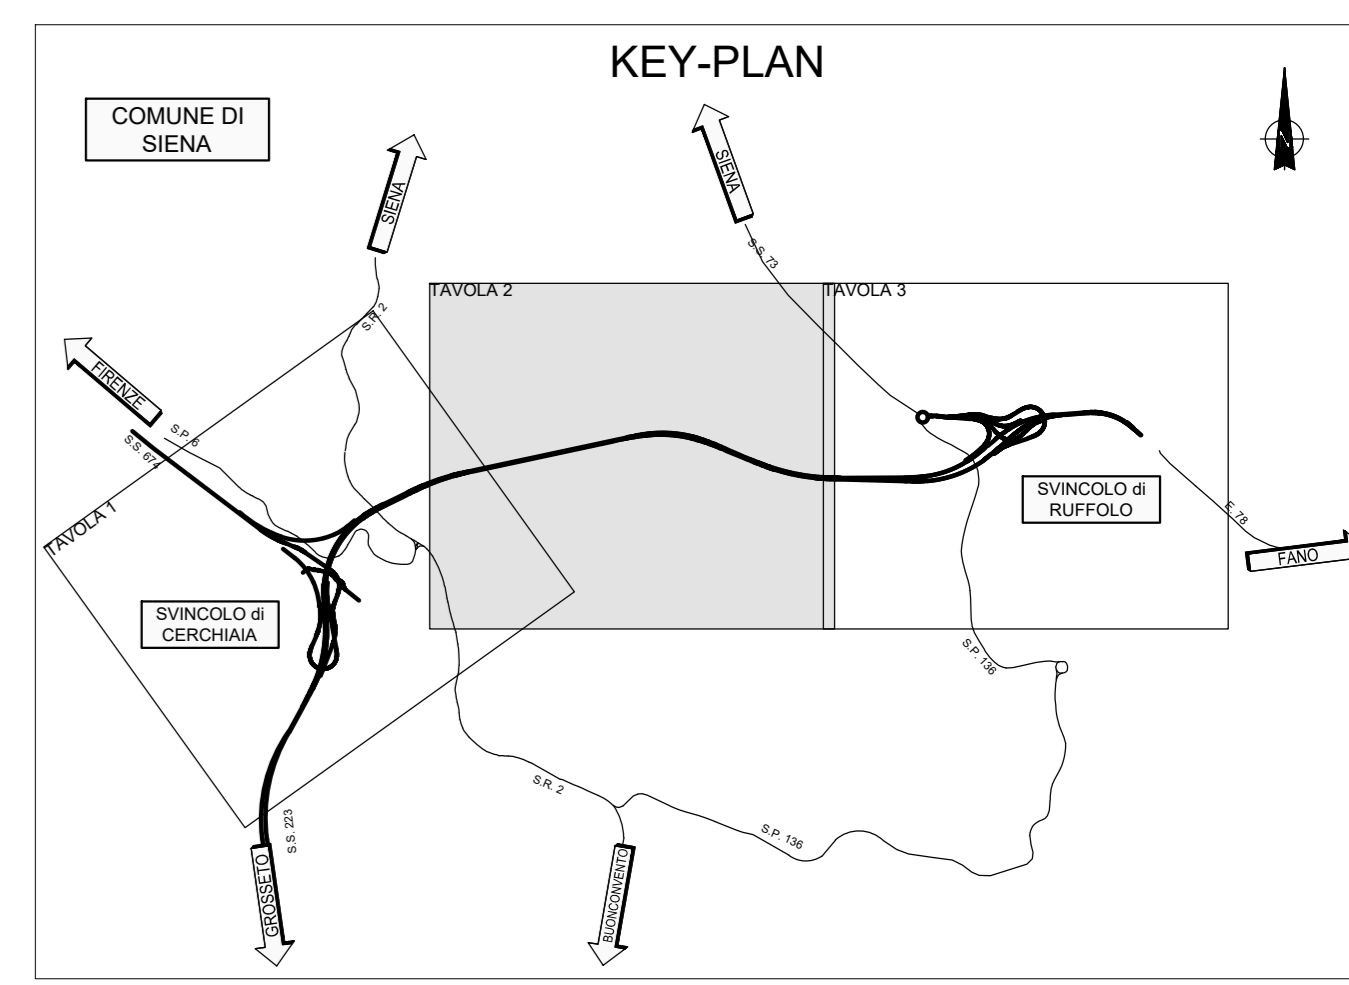 KEY-PLAN
COMUNE DI
SIENA
N
SIENA
SIENA
S.S. 73
TAVOLA 2
TAVOLA 3
S.R. 2
FIRENZE
S.P. 6
S.S. 674
TAVOLA 1
SVINCOLO di
RUFFOLO
E. 78
FANO
SVINCOLO di
CERCHIAIA
S.P. 136
S.R. 2
S.S. 223
S.P. 136
GROSSETO
BUONCONVENTO